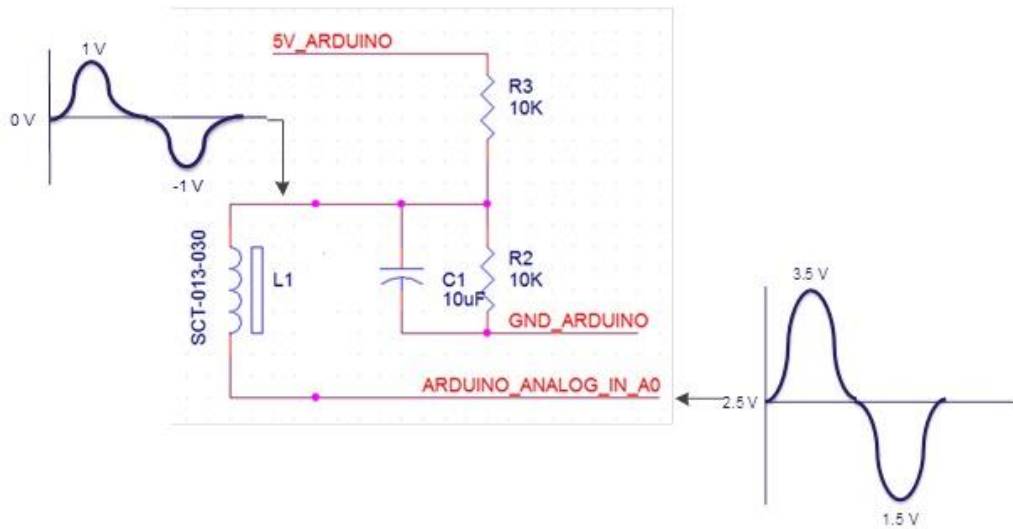 5V_ARDUINO
1 V
0 V
-1 V
R3
10K
SCT-013-030
L1
C1
10uF
R2
10K
GND_ARDUINO
ARDUINO_ANALOG_IN_A0
3.5 V
2.5 V
1.5 V